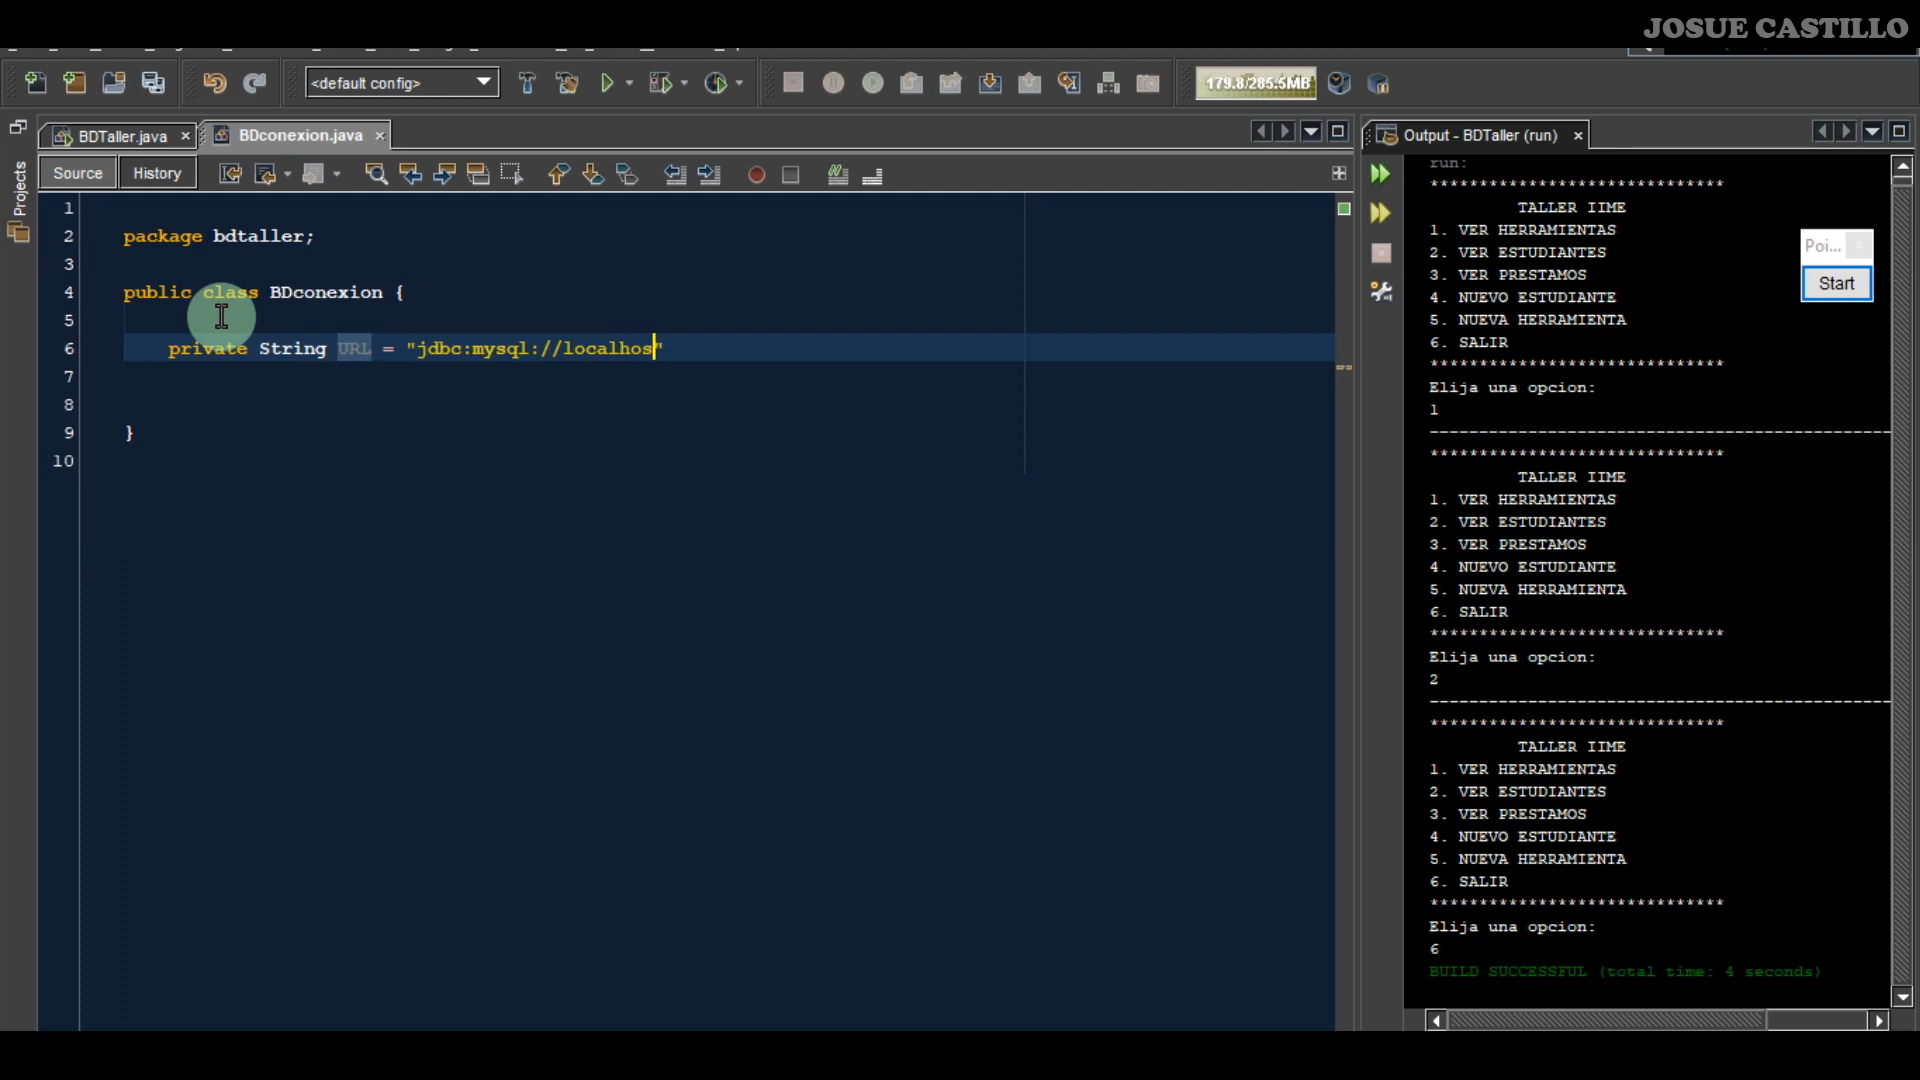 JOSUE CASTILLO
<default config>
179.8/285.5MB
BDTaller.java
BDconexion.java
Output - BDTaller (run)
Projects
Source
History
1
2 package bdtaller;
3
4 public class BDconexion {
5
6 private String URL = "jdbc:mysql://localhos"
7
8
9 }
10
run:
******************************
TALLER IIME
1. VER HERRAMIENTAS
2. VER ESTUDIANTES
3. VER PRESTAMOS
4. NUEVO ESTUDIANTE
5. NUEVA HERRAMIENTA
6. SALIR
******************************
Elija una opcion:
1
------------------------------------------------
******************************
TALLER IIME
1. VER HERRAMIENTAS
2. VER ESTUDIANTES
3. VER PRESTAMOS
4. NUEVO ESTUDIANTE
5. NUEVA HERRAMIENTA
6. SALIR
******************************
Elija una opcion:
2
------------------------------------------------
******************************
TALLER IIME
1. VER HERRAMIENTAS
2. VER ESTUDIANTES
3. VER PRESTAMOS
4. NUEVO ESTUDIANTE
5. NUEVA HERRAMIENTA
6. SALIR
******************************
Elija una opcion:
6
BUILD SUCCESSFUL (total time: 4 seconds)
Poi...
Start